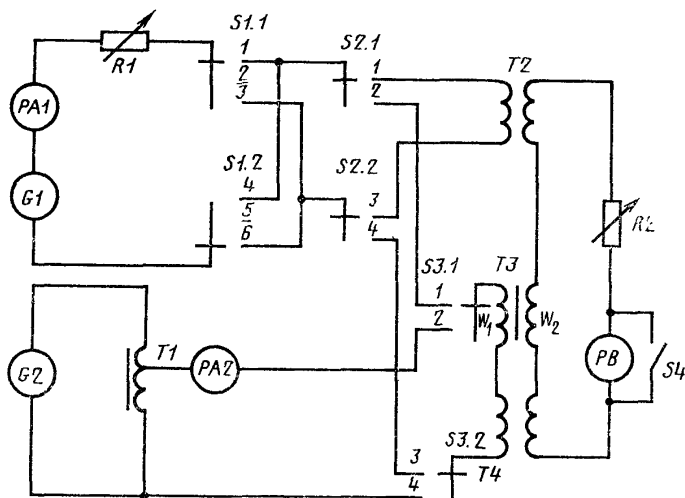 S1.1
S2.1
T2
R1
1
2
3
1
2
PA1
S1.2
S2.2
G1
4
5
6
3
4
R2
S3.1
T3
1
2
W1
W2
G2
T1
PA2
PB
S4
S3.2
3
4
T4